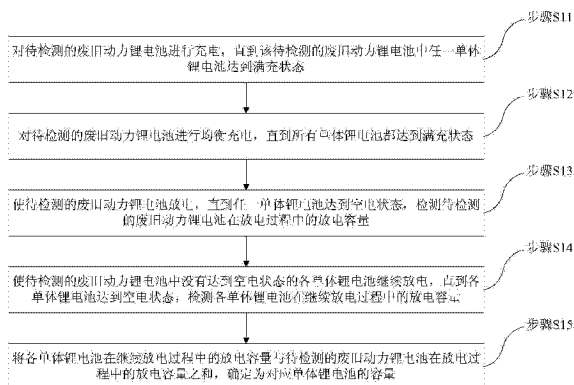 步骤S11
对待检测的废旧动力锂电池进行充电，直到该待检测的废旧动力锂电池中任一单体
锂电池达到满充状态
步骤S12
对待检测的废旧动力锂电池进行均衡充电，直到所有单体锂电池都达到满充状态
步骤S13
使待检测的废旧动力锂电池放电，直到任一单体锂电池达到空电状态，检测待检测
的废旧动力锂电池在放电过程中的放电容量
步骤S14
使待检测的废旧动力锂电池中没有达到空电状态的各单体锂电池继续放电，直到各
单体锂电池达到空电状态，检测各单体锂电池在继续放电过程中的放电容量
步骤S15
将各单体锂电池在继续放电过程中的放电容量与待检测的废旧动力锂电池在放电过
程中的放电容量之和，确定为对应单体锂电池的容量